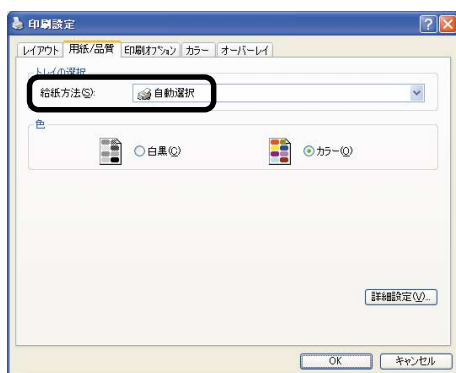 印刷設定
レイアウト 用紙/品質 印刷オプション カラー オーバーレイ
トレイの選択
給紙方法(S): 自動選択
色
白黒(C) カラー(O)
詳細設定(V)...
OK キャンセル